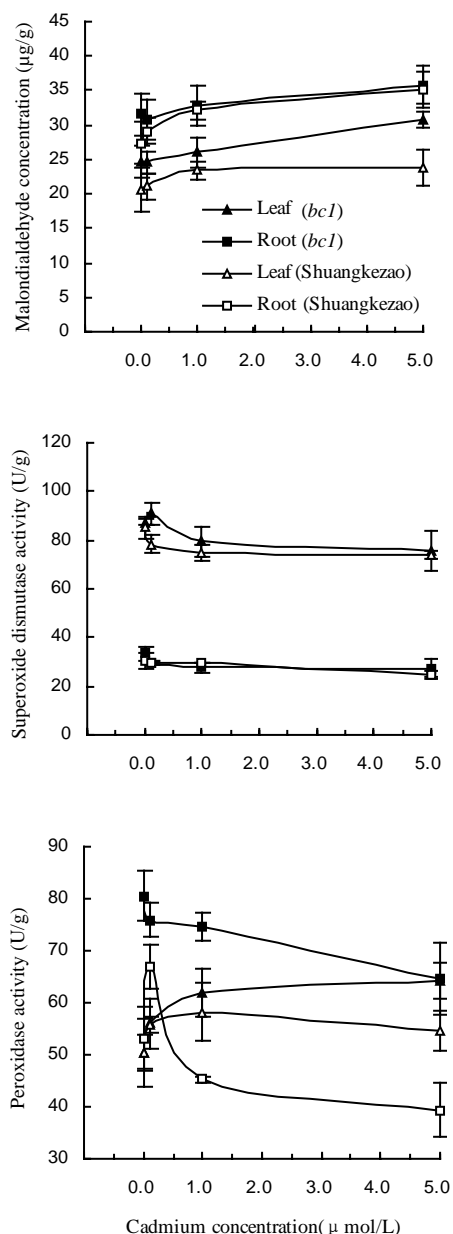 Malondialdehyde concentration (μg/g)
45
40
35
30
25
20
15
10
5
0
Leaf (bc1)
Root (bc1)
Leaf (Shuangkezao)
Root (Shuangkezao)
0.0 1.0 2.0 3.0 4.0 5.0
Superoxide dismutase activity (U/g)
120
100
80
60
40
20
0
0.0 1.0 2.0 3.0 4.0 5.0
Peroxidase activity (U/g)
90
80
70
60
50
40
30
0.0 1.0 2.0 3.0 4.0 5.0
Cadmium concentration(μ mol/L)